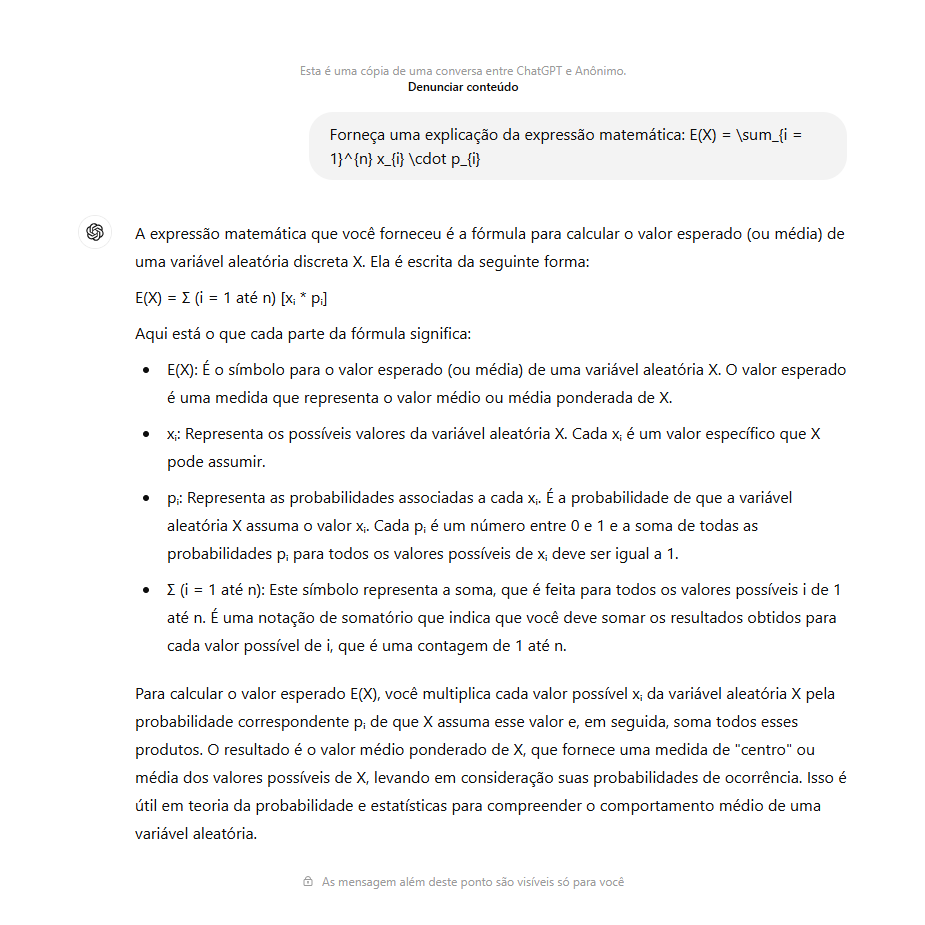 Esta é uma cópia de uma conversa entre ChatGPT e Anônimo.
Denunciar conteúdo
Forneça uma explicação da expressão matemática: E(X) = \sum_{i =
1}^{n} x_{i} \cdot p_{i}
A expressão matemática que você forneceu é a fórmula para calcular o valor esperado (ou média) de
uma variável aleatória discreta X. Ela é escrita da seguinte forma:
E(X) = Σ (i = 1 até n) [xᵢ * pᵢ]
Aqui está o que cada parte da fórmula significa:
• E(X): É o símbolo para o valor esperado (ou média) de uma variável aleatória X. O valor esperado
é uma medida que representa o valor médio ou média ponderada de X.
• xᵢ: Representa os possíveis valores da variável aleatória X. Cada xᵢ é um valor específico que X
pode assumir.
• pᵢ: Representa as probabilidades associadas a cada xᵢ. É a probabilidade de que a variável
aleatória X assuma o valor xᵢ. Cada pᵢ é um número entre 0 e 1 e a soma de todas as
probabilidades pᵢ para todos os valores possíveis de xᵢ deve ser igual a 1.
• Σ (i = 1 até n): Este símbolo representa a soma, que é feita para todos os valores possíveis i de 1
até n. É uma notação de somatório que indica que você deve somar os resultados obtidos para
cada valor possível de i, que é uma contagem de 1 até n.
Para calcular o valor esperado E(X), você multiplica cada valor possível xᵢ da variável aleatória X pela
probabilidade correspondente pᵢ de que X assuma esse valor e, em seguida, soma todos esses
produtos. O resultado é o valor médio ponderado de X, que fornece uma medida de "centro" ou
média dos valores possíveis de X, levando em consideração suas probabilidades de ocorrência. Isso é
útil em teoria da probabilidade e estatísticas para compreender o comportamento médio de uma
variável aleatória.
As mensagem além deste ponto são visíveis só para você